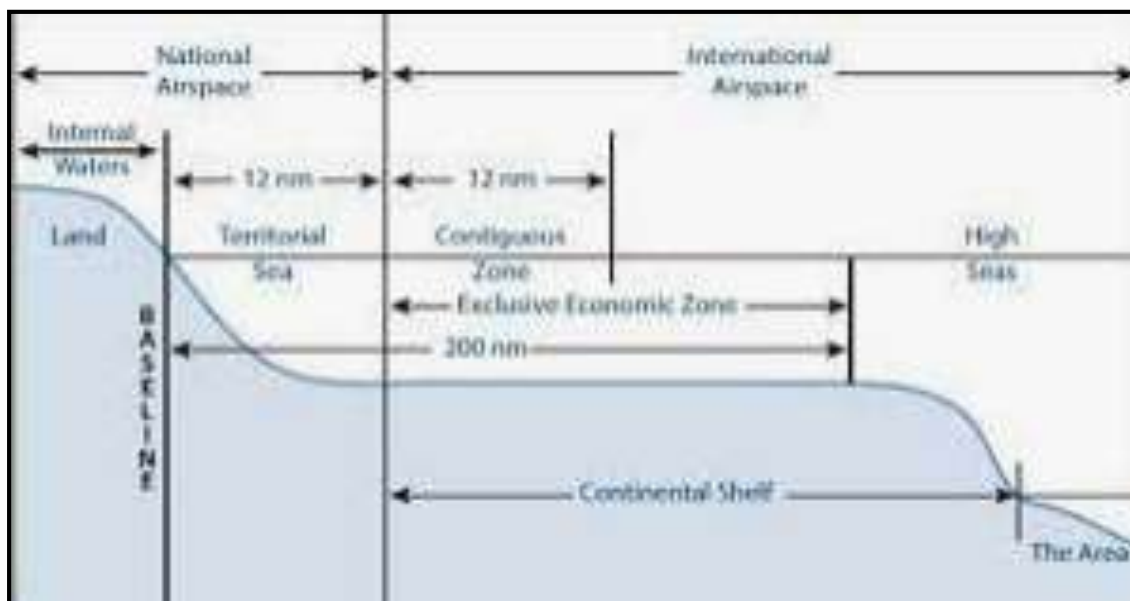 National
Airspace
International
Airspace
Internal
Waters
12 nm
12 nm
Land
Territorial
Sea
Contiguous
Zone
High
Seas
Exclusive Economic Zone
200 nm
BASELINE
Continental Shelf
The Area